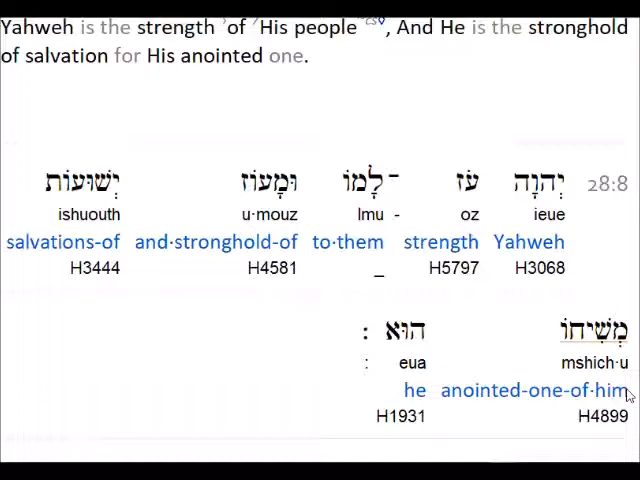 Yahweh is the strength ′of ′His people cs◊, And He is the stronghold
of salvation for His anointed one.
28:8 יְהוָה עֹז ־ לָמוֹ וּמָעוֹז יְשׁוּעוֹת
ishuouth u·mouz lmu - oz ieue
salvations-of and·stronghold-of to·them strength Yahweh
H3444 H4581 _ H5797 H3068
מְשִׁיחוֹ הוּא :
: eua mshich·u
he anointed-one-of·him
H1931 H4899